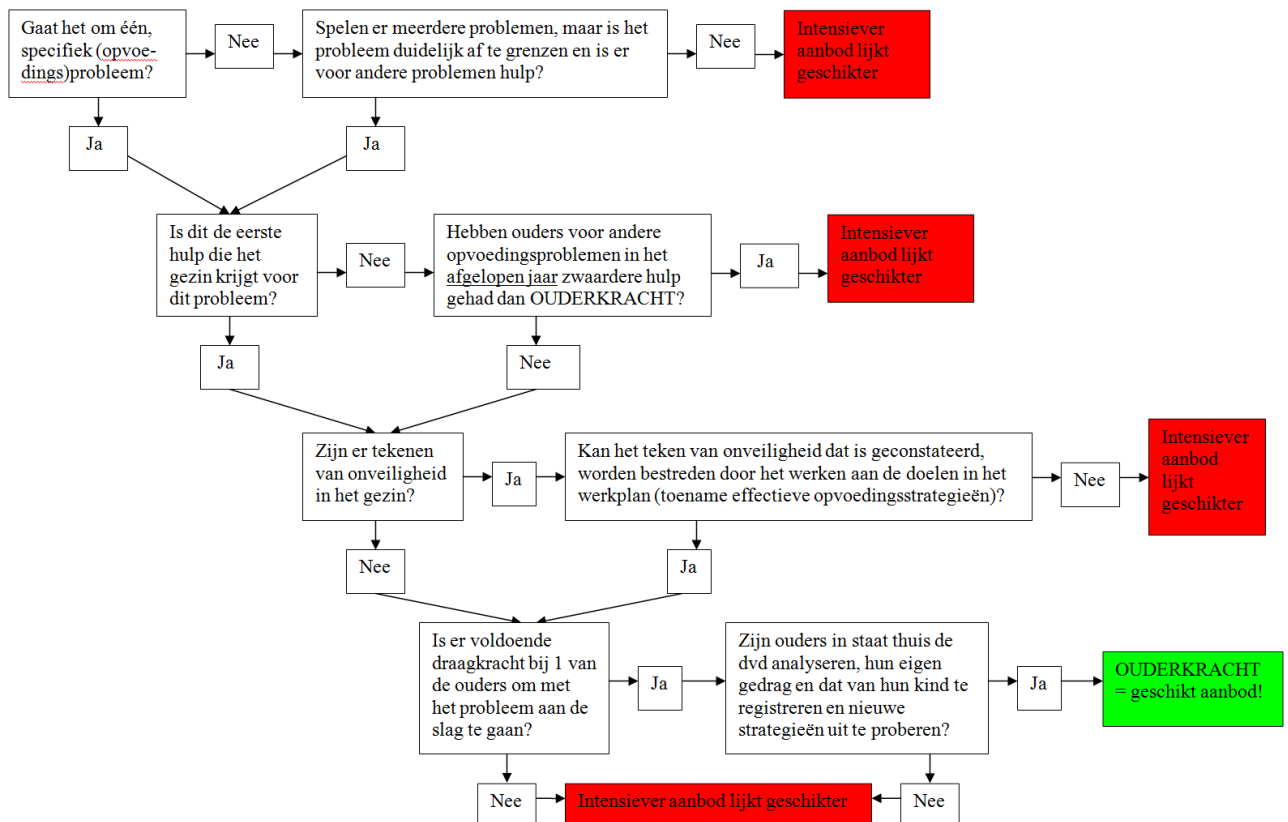 Gaat het om één,
specifiek (opvoe-
dings)probleem?
Nee
Spelen er meerdere problemen, maar is het
probleem duidelijk af te grenzen en is er
voor andere problemen hulp?
Nee
Intensiever
aanbod lijkt
geschikter
Ja
Ja
Is dit de eerste
hulp die het
gezin krijgt voor
dit probleem?
Nee
Hebben ouders voor andere
opvoedingsproblemen in het
afgelopen jaar zwaardere hulp
gehad dan OUDERKRACHT?
Ja
Intensiever
aanbod lijkt
geschikter
Ja
Nee
Zijn er tekenen
van onveiligheid
in het gezin?
Ja
Kan het teken van onveiligheid dat is geconstateerd,
worden bestreden door het werken aan de doelen in het
werkplan (toename effectieve opvoedingsstrategieën)?
Nee
Intensiever
aanbod
lijkt
geschikter
Nee
Ja
Is er voldoende
draagkracht bij 1 van
de ouders om met
het probleem aan de
slag te gaan?
Ja
Zijn ouders in staat thuis de
dvd analyseren, hun eigen
gedrag en dat van hun kind te
registreren en nieuwe
strategieën uit te proberen?
Ja
OUDERKRACHT
= geschikt aanbod!
Nee
Intensiever aanbod lijkt geschikter
Nee